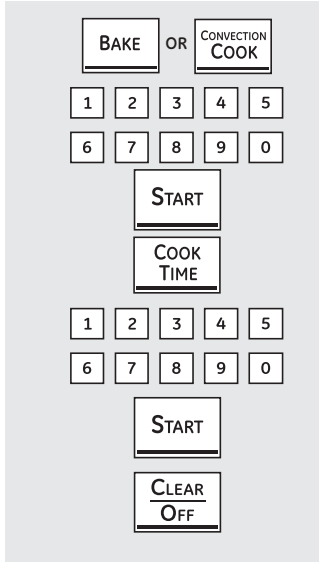 BAKE OR CONVECTION COOK
1 2 3 4 5
6 7 8 9 0
START
COOK
TIME
1 2 3 4 5
6 7 8 9 0
START
CLEAR
OFF